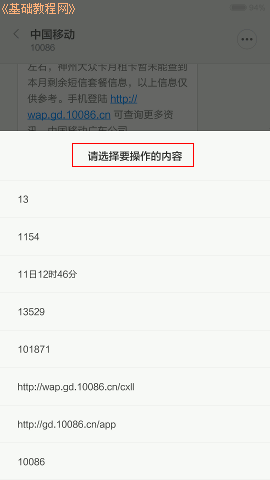 《基础教程网》
94%
中国移动
10086
左右，神州大众卡月租卡暂未能查到
本月剩余短信套餐信息，以上信息仅
供参考。手机登陆 http://
wap.gd.10086.cn 可查询更多资
讯。中国移动广东公司
请选择要操作的内容
13
1154
11日12时46分
13529
101871
http://wap.gd.10086.cn/cxll
http://gd.10086.cn/app
10086